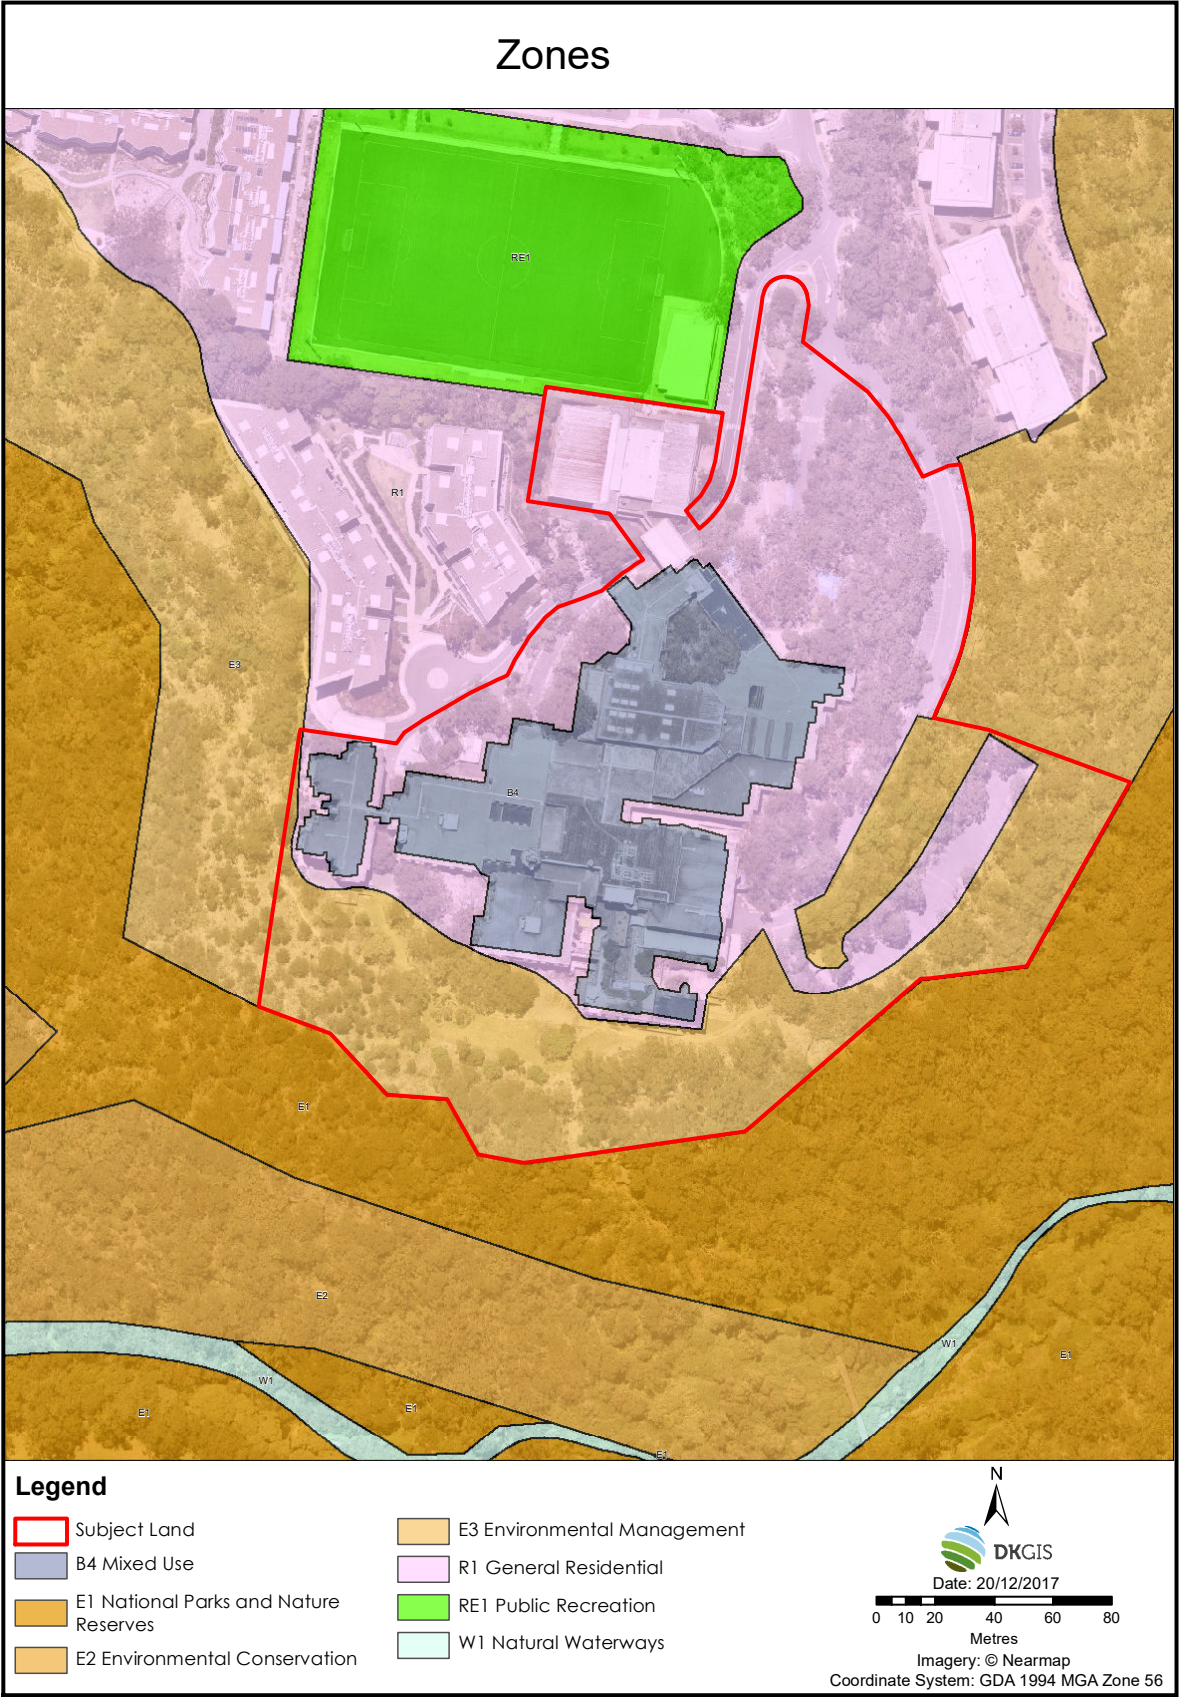 Zones
RE1
R1
E3
B4
E1
E2
W1
E1
W1
E1
E1
E1
Legend
Subject Land
B4 Mixed Use
E1 National Parks and Nature
Reserves
E2 Environmental Conservation
E3 Environmental Management
R1 General Residential
RE1 Public Recreation
W1 Natural Waterways
N
DKGIS
Date: 20/12/2017
0 10 20 40 60 80
Metres
Imagery: © Nearmap
Coordinate System: GDA 1994 MGA Zone 56